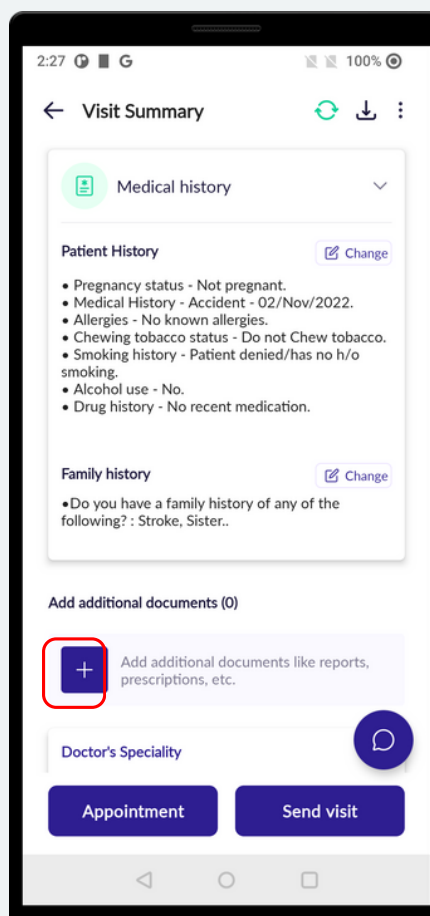 2:27 G 100%
Visit Summary
Medical history
Patient History Change
• Pregnancy status - Not pregnant.
• Medical History - Accident - 02/Nov/2022.
• Allergies - No known allergies.
• Chewing tobacco status - Do not Chew tobacco.
• Smoking history - Patient denied/has no h/o
smoking.
• Alcohol use - No.
• Drug history - No recent medication.
Family history Change
•Do you have a family history of any of the
following? : Stroke, Sister..
Add additional documents (0)
Add additional documents like reports,
prescriptions, etc.
Doctor's Speciality
Appointment Send visit